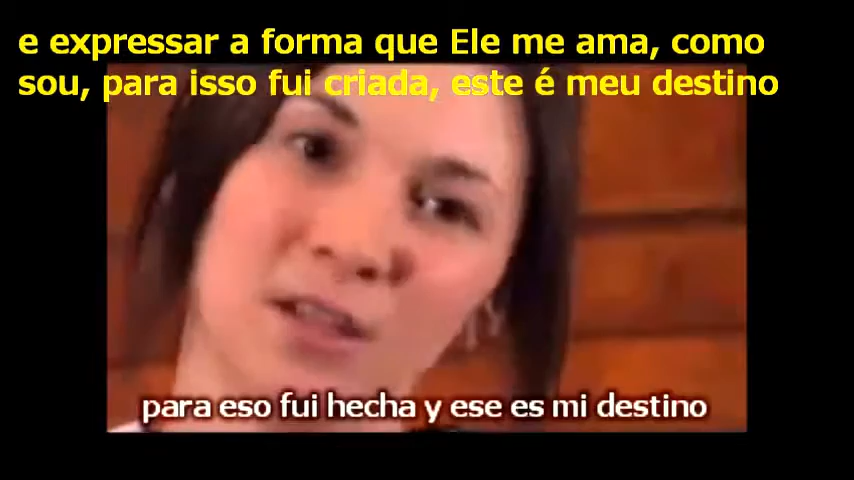 e expressar a forma que Ele me ama, como
sou, para isso fui criada, este é meu destino
para eso fui hecha y ese es mi destino